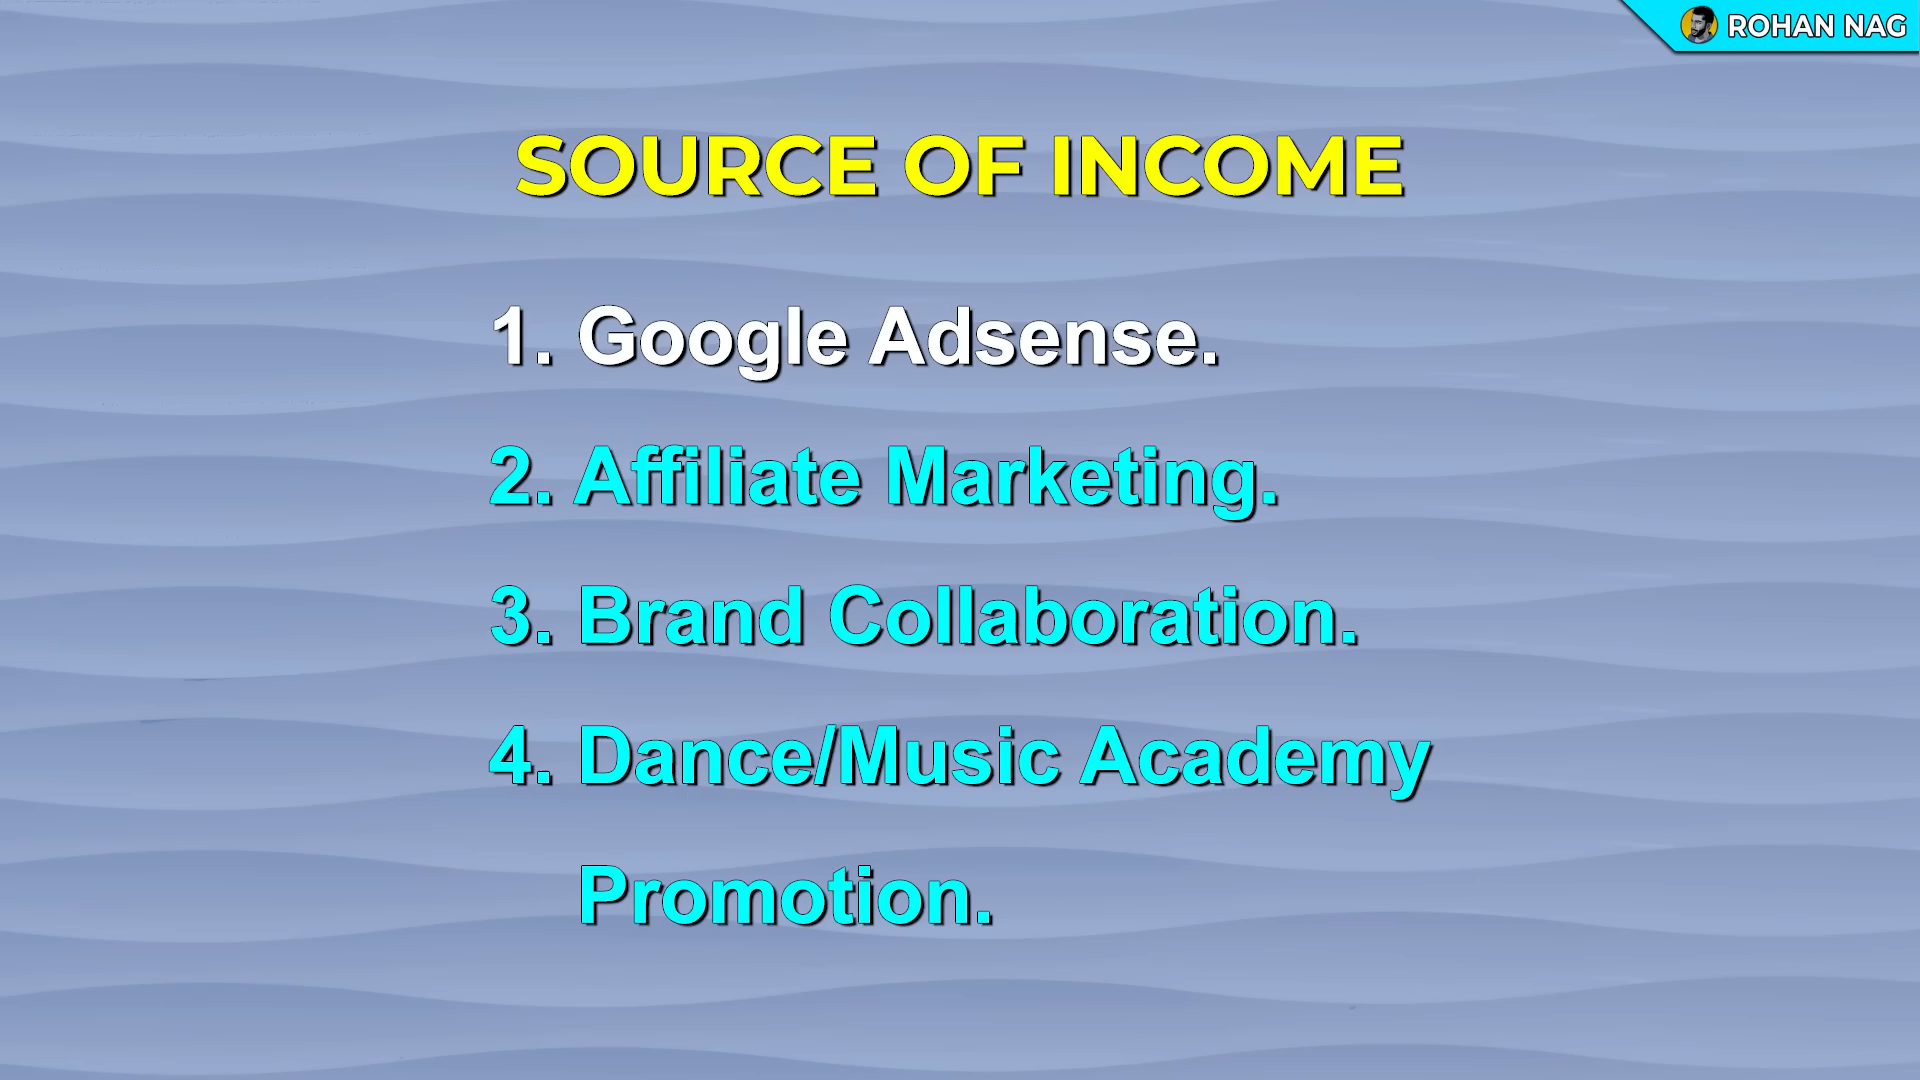 ROHAN NAG
SOURCE OF INCOME
1. Google Adsense.
2. Affiliate Marketing.
3. Brand Collaboration.
4. Dance/Music Academy
Promotion.